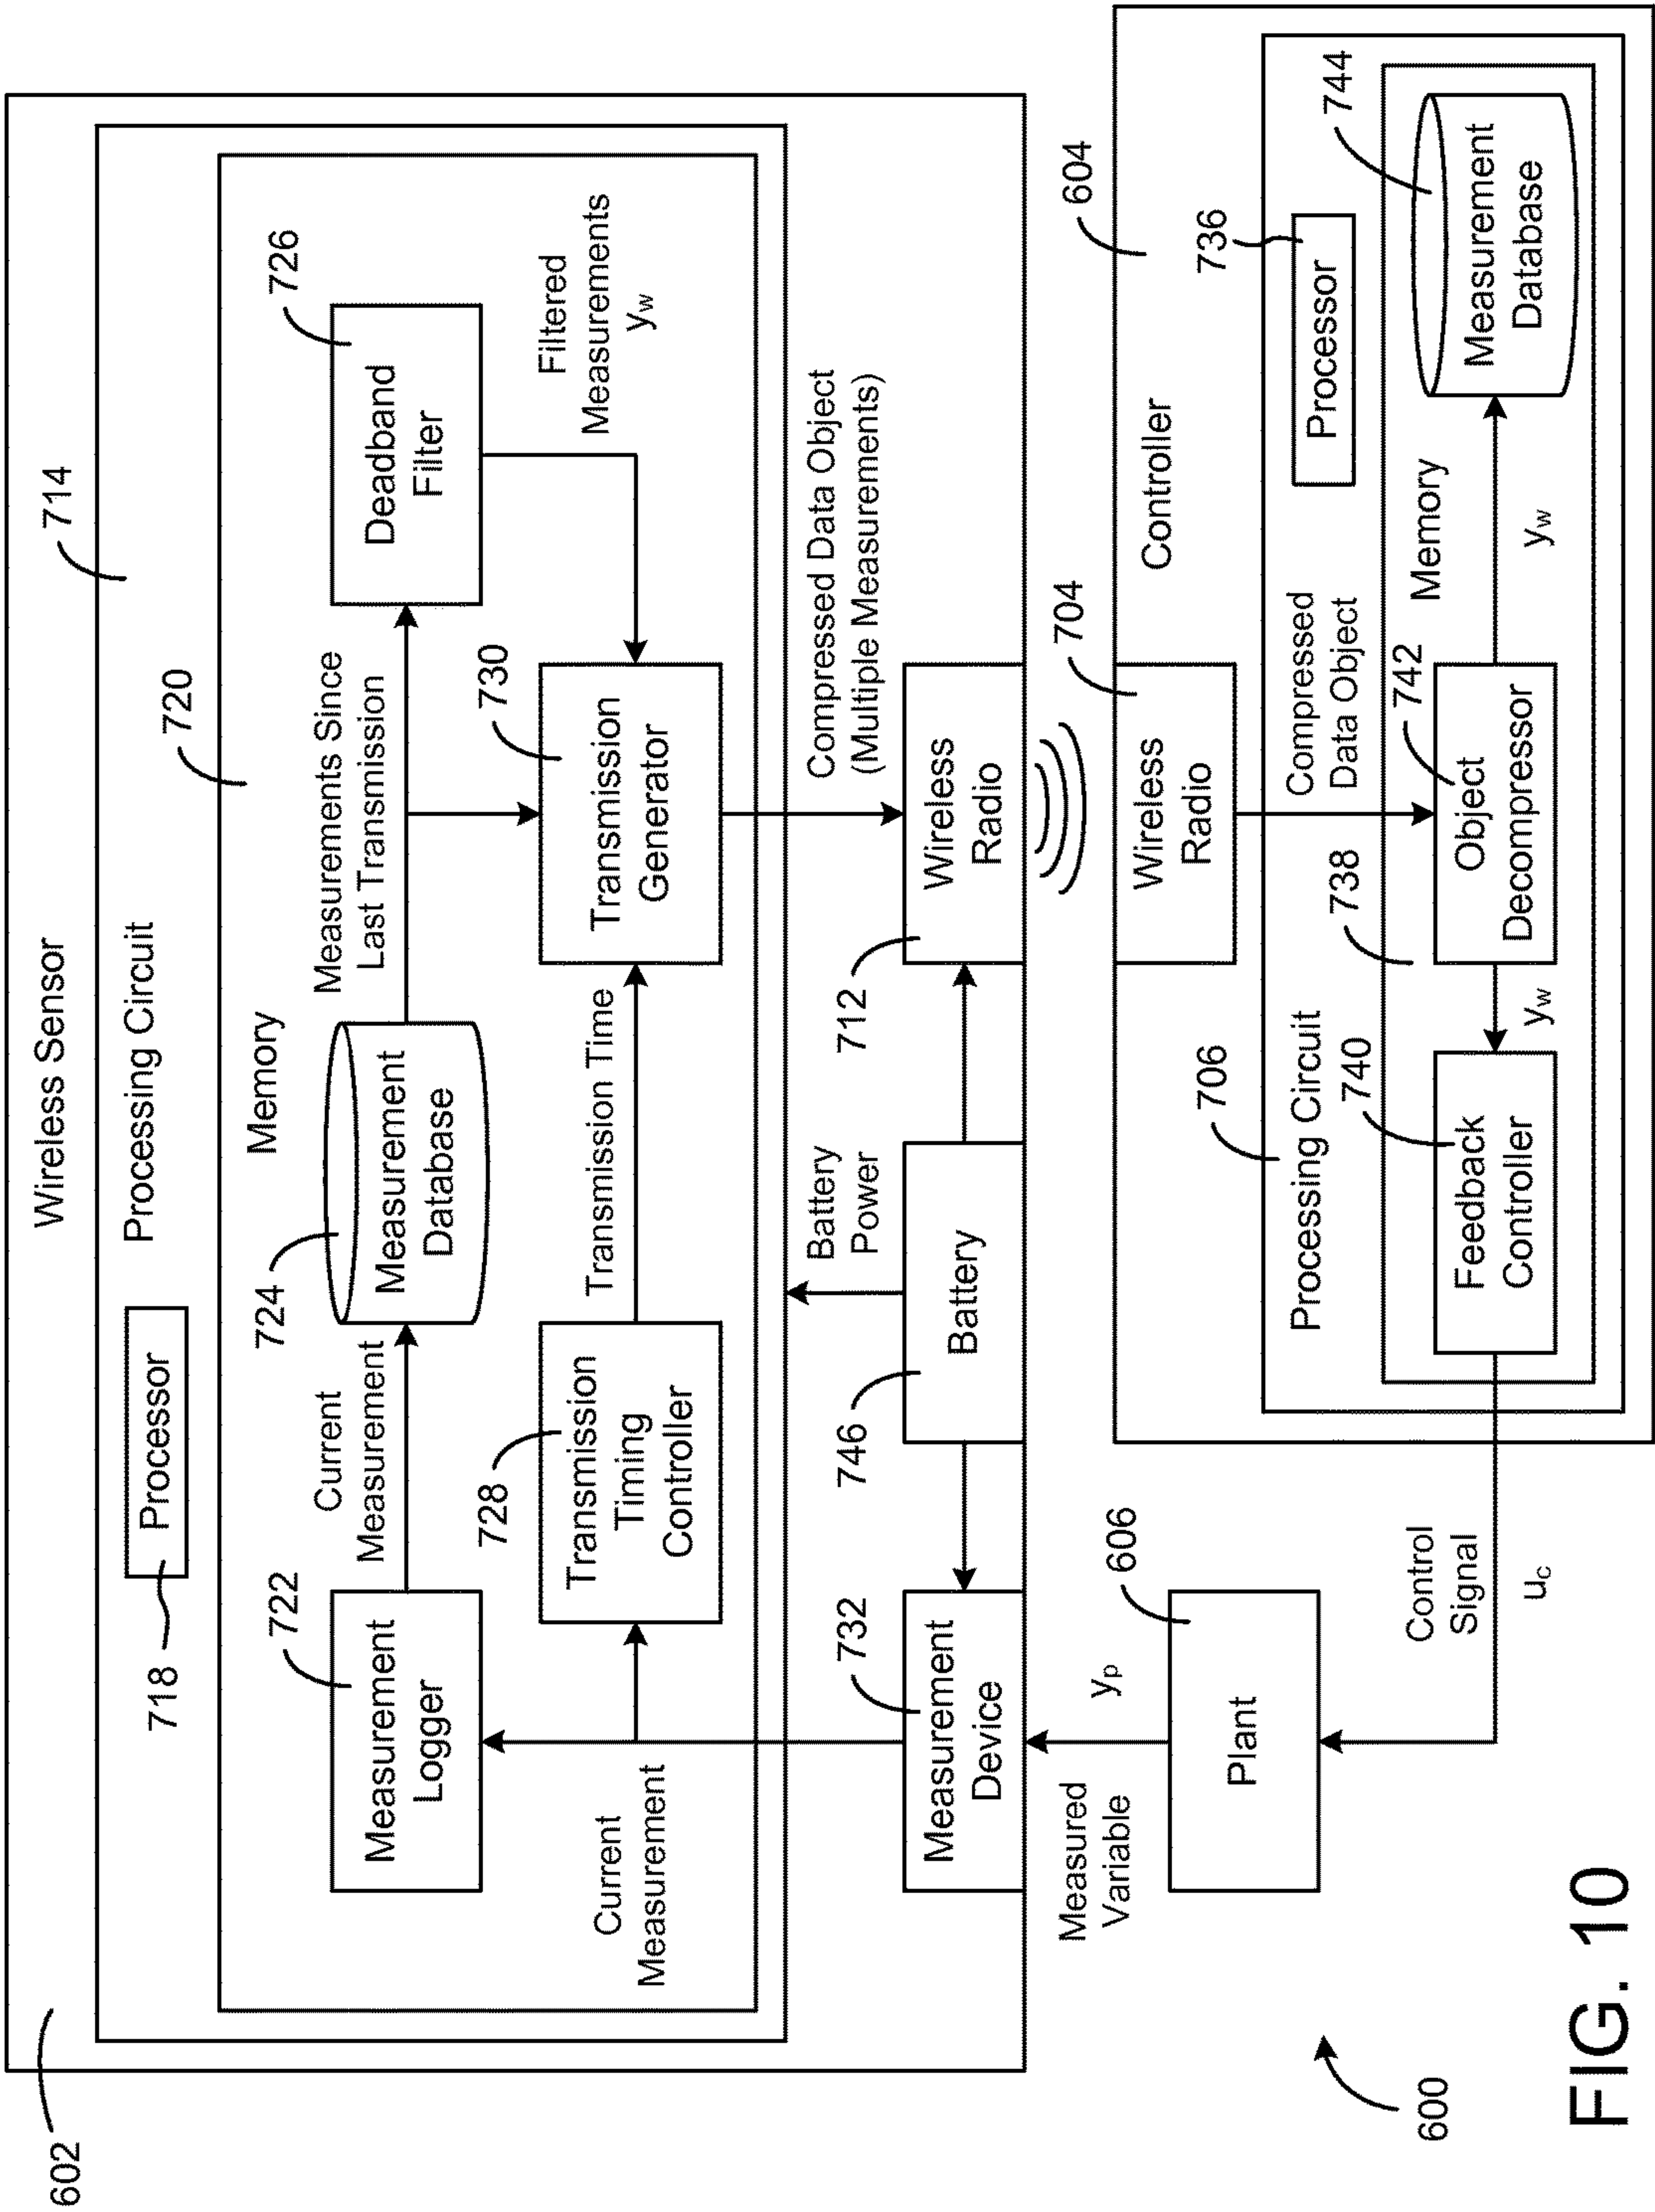 602
Wireless Sensor
714
Processing Circuit
718
Processor
720
Memory
722
Measurement
Logger
Current
Measurement
724
Measurement
Database
Measurements Since
Last Transmission
726
Deadband
Filter
Filtered
Measurements
yw
Current
Measurement
728
Transmission
Timing
Controller
Transmission Time
730
Transmission
Generator
Compressed Data Object
(Multiple Measurements)
732
Measurement
Device
746
Battery
Battery
Power
712
Wireless
Radio
Measured
Variable
yp
606
Plant
Control
Signal
uc
604
Controller
704
Wireless
Radio
706
Processing Circuit
736
Processor
Compressed
Data Object
738
Memory
740
Feedback
Controller
yw
742
Object
Decompressor
yw
744
Measurement
Database
600
FIG. 10